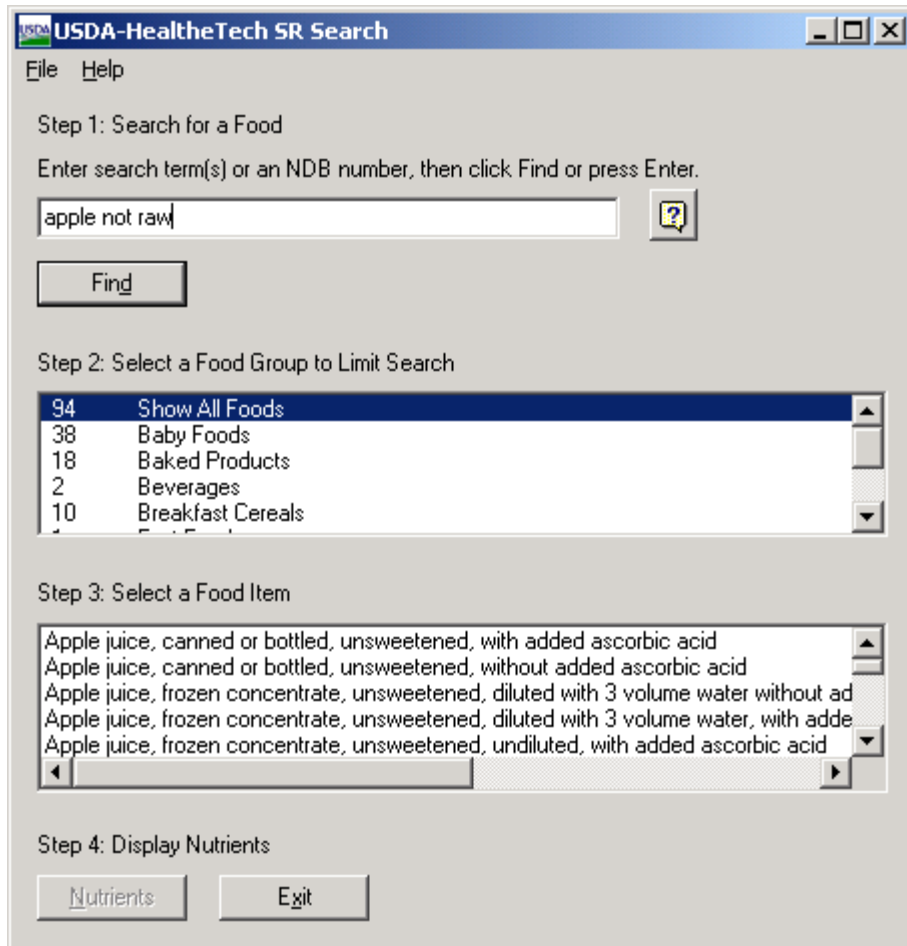 USDA USDA-HealtheTech SR Search
File Help
Step 1: Search for a Food
Enter search term(s) or an NDB number, then click Find or press Enter.
apple not raw
?
Find
Step 2: Select a Food Group to Limit Search
94 Show All Foods
38 Baby Foods
18 Baked Products
2 Beverages
10 Breakfast Cereals
Step 3: Select a Food Item
Apple juice, canned or bottled, unsweetened, with added ascorbic acid
Apple juice, canned or bottled, unsweetened, without added ascorbic acid
Apple juice, frozen concentrate, unsweetened, diluted with 3 volume water without ad
Apple juice, frozen concentrate, unsweetened, diluted with 3 volume water, with adde
Apple juice, frozen concentrate, unsweetened, undiluted, with added ascorbic acid
Step 4: Display Nutrients
Nutrients Exit